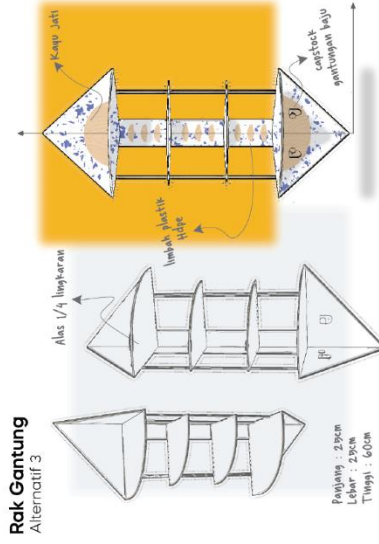 Rak Gantung
Alternatif 3
Alas 1/4 lingkaran
Kayu Jati
limbah plastik
Hdpe
capstock
gantungan baju
Panjang : 25cm
Lebar : 25cm
Tinggi : 60cm